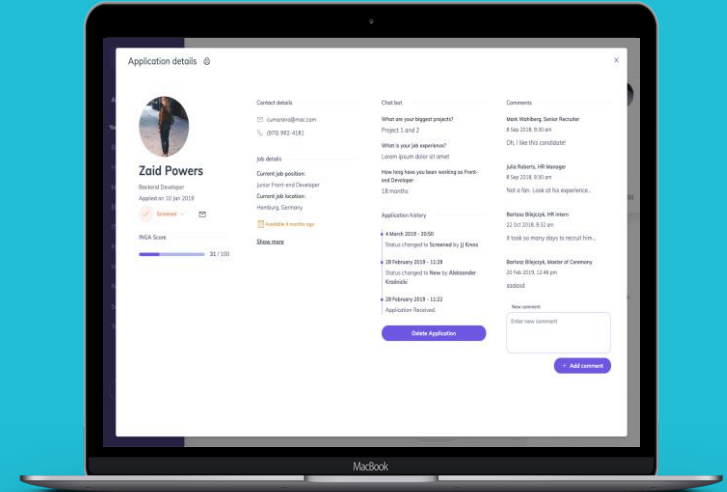 Application details
X
Zaid Powers
Backend Developer
Applied on 10 Jan 2019
Screened
INGA Score
31 / 100
Contact details
cumarana@mac.com
(970) 992-4181
Job details
Current job position:
Junior Front-end Developer
Current job location:
Hamburg, Germany
Available 4 months ago
Show more
Chat bot
What are your biggest projects?
Project 1 and 2
What is your job experience?
Lorem ipsum dolor sit amet
How long have you been working as Front-
end Developer
18 months
Application history
4 March 2019 - 20:50
Status changed to Screened by JJ Kress
28 February 2019 - 11:28
Status changed to New by Aleksander
Kraśnicki
28 February 2019 - 11:22
Application Received.
Delete Application
Comments
Mark Wahlberg, Senior Recruiter
8 Sep 2018, 9:30 am
Oh, I like this candidate!
Julia Roberts, HR Manager
8 Sep 2018, 9:30 am
Not a fan. Look at his experience...
Bartosz Bilejczyk, HR intern
22 Oct 2018, 8:32 am
It took so many days to recruit him...
Bartosz Bilejczyk, Master of Ceremony
20 Feb 2019, 12:48 pm
asdasd
New comment
Enter new comment
+ Add comment
MacBook